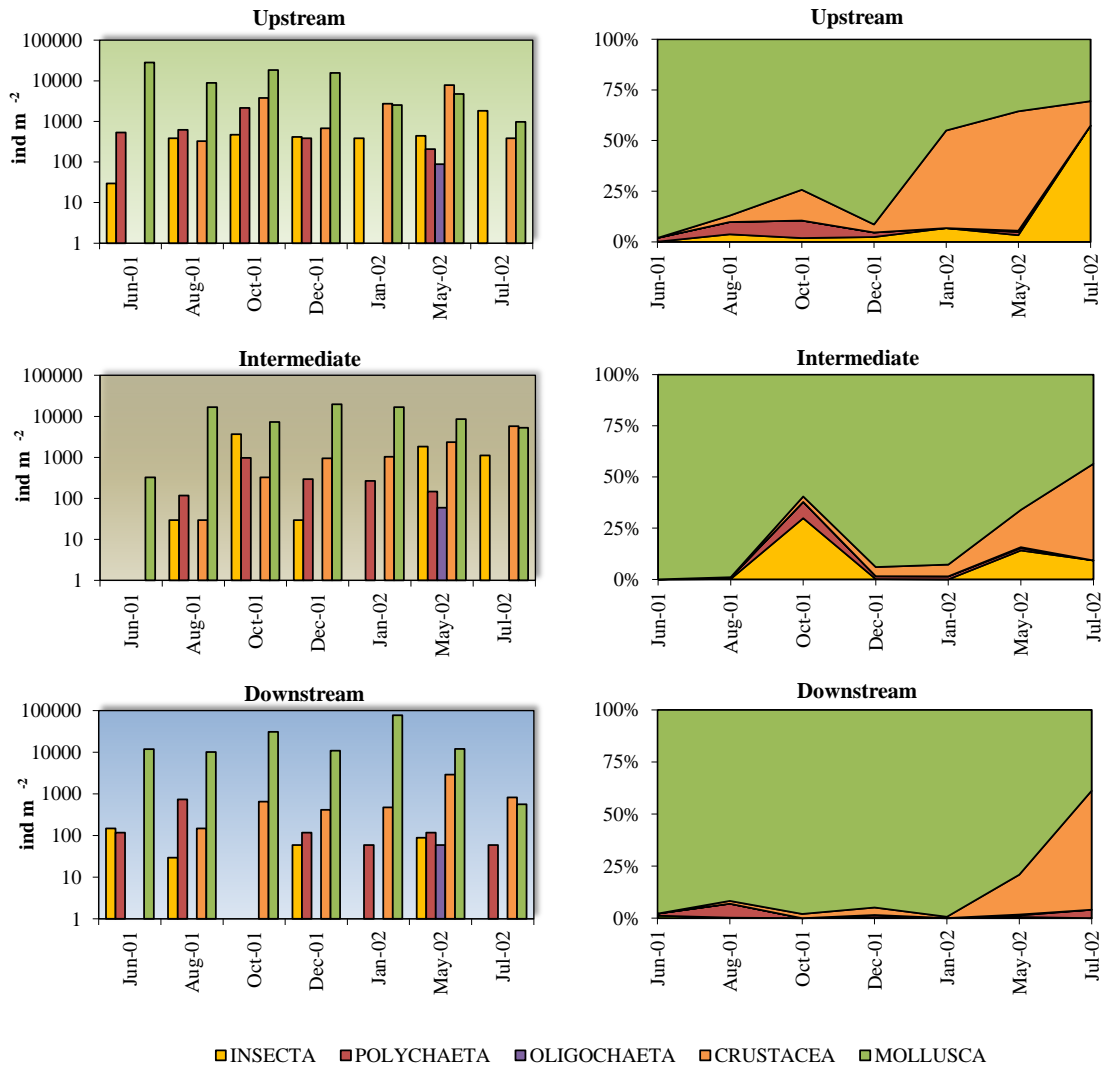 Upstream
100000
10000
1000
100
10
1
ind m -2
Jun-01
Aug-01
Oct-01
Dec-01
Jan-02
May-02
Jul-02
Upstream
100%
75%
50%
25%
0%
Jun-01
Aug-01
Oct-01
Dec-01
Jan-02
May-02
Jul-02
Intermediate
100000
10000
1000
100
10
1
ind m -2
Jun-01
Aug-01
Oct-01
Dec-01
Jan-02
May-02
Jul-02
Intermediate
100%
75%
50%
25%
0%
Jun-01
Aug-01
Oct-01
Dec-01
Jan-02
May-02
Jul-02
Downstream
100000
10000
1000
100
10
1
ind m -2
Jun-01
Aug-01
Oct-01
Dec-01
Jan-02
May-02
Jul-02
Downstream
100%
75%
50%
25%
0%
Jun-01
Aug-01
Oct-01
Dec-01
Jan-02
May-02
Jul-02
INSECTA POLYCHAETA OLIGOCHAETA CRUSTACEA MOLLUSCA